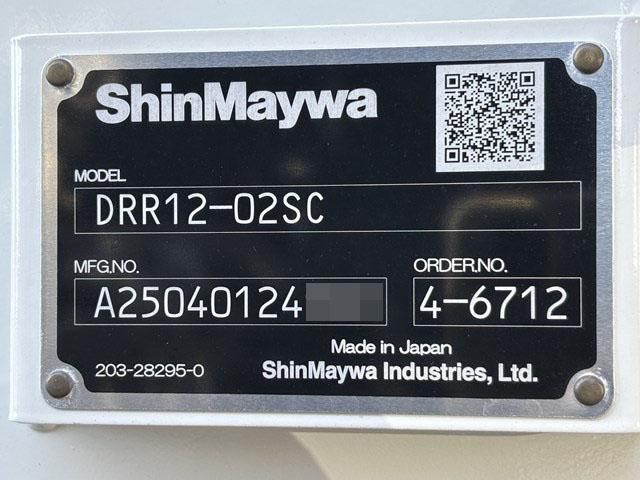 ShinMaywa
MODEL
DRR12-02SC
MFG.NO.
A25040124
ORDER.NO.
4-6712
Made in Japan
203-28295-0
ShinMaywa Industries, Ltd.